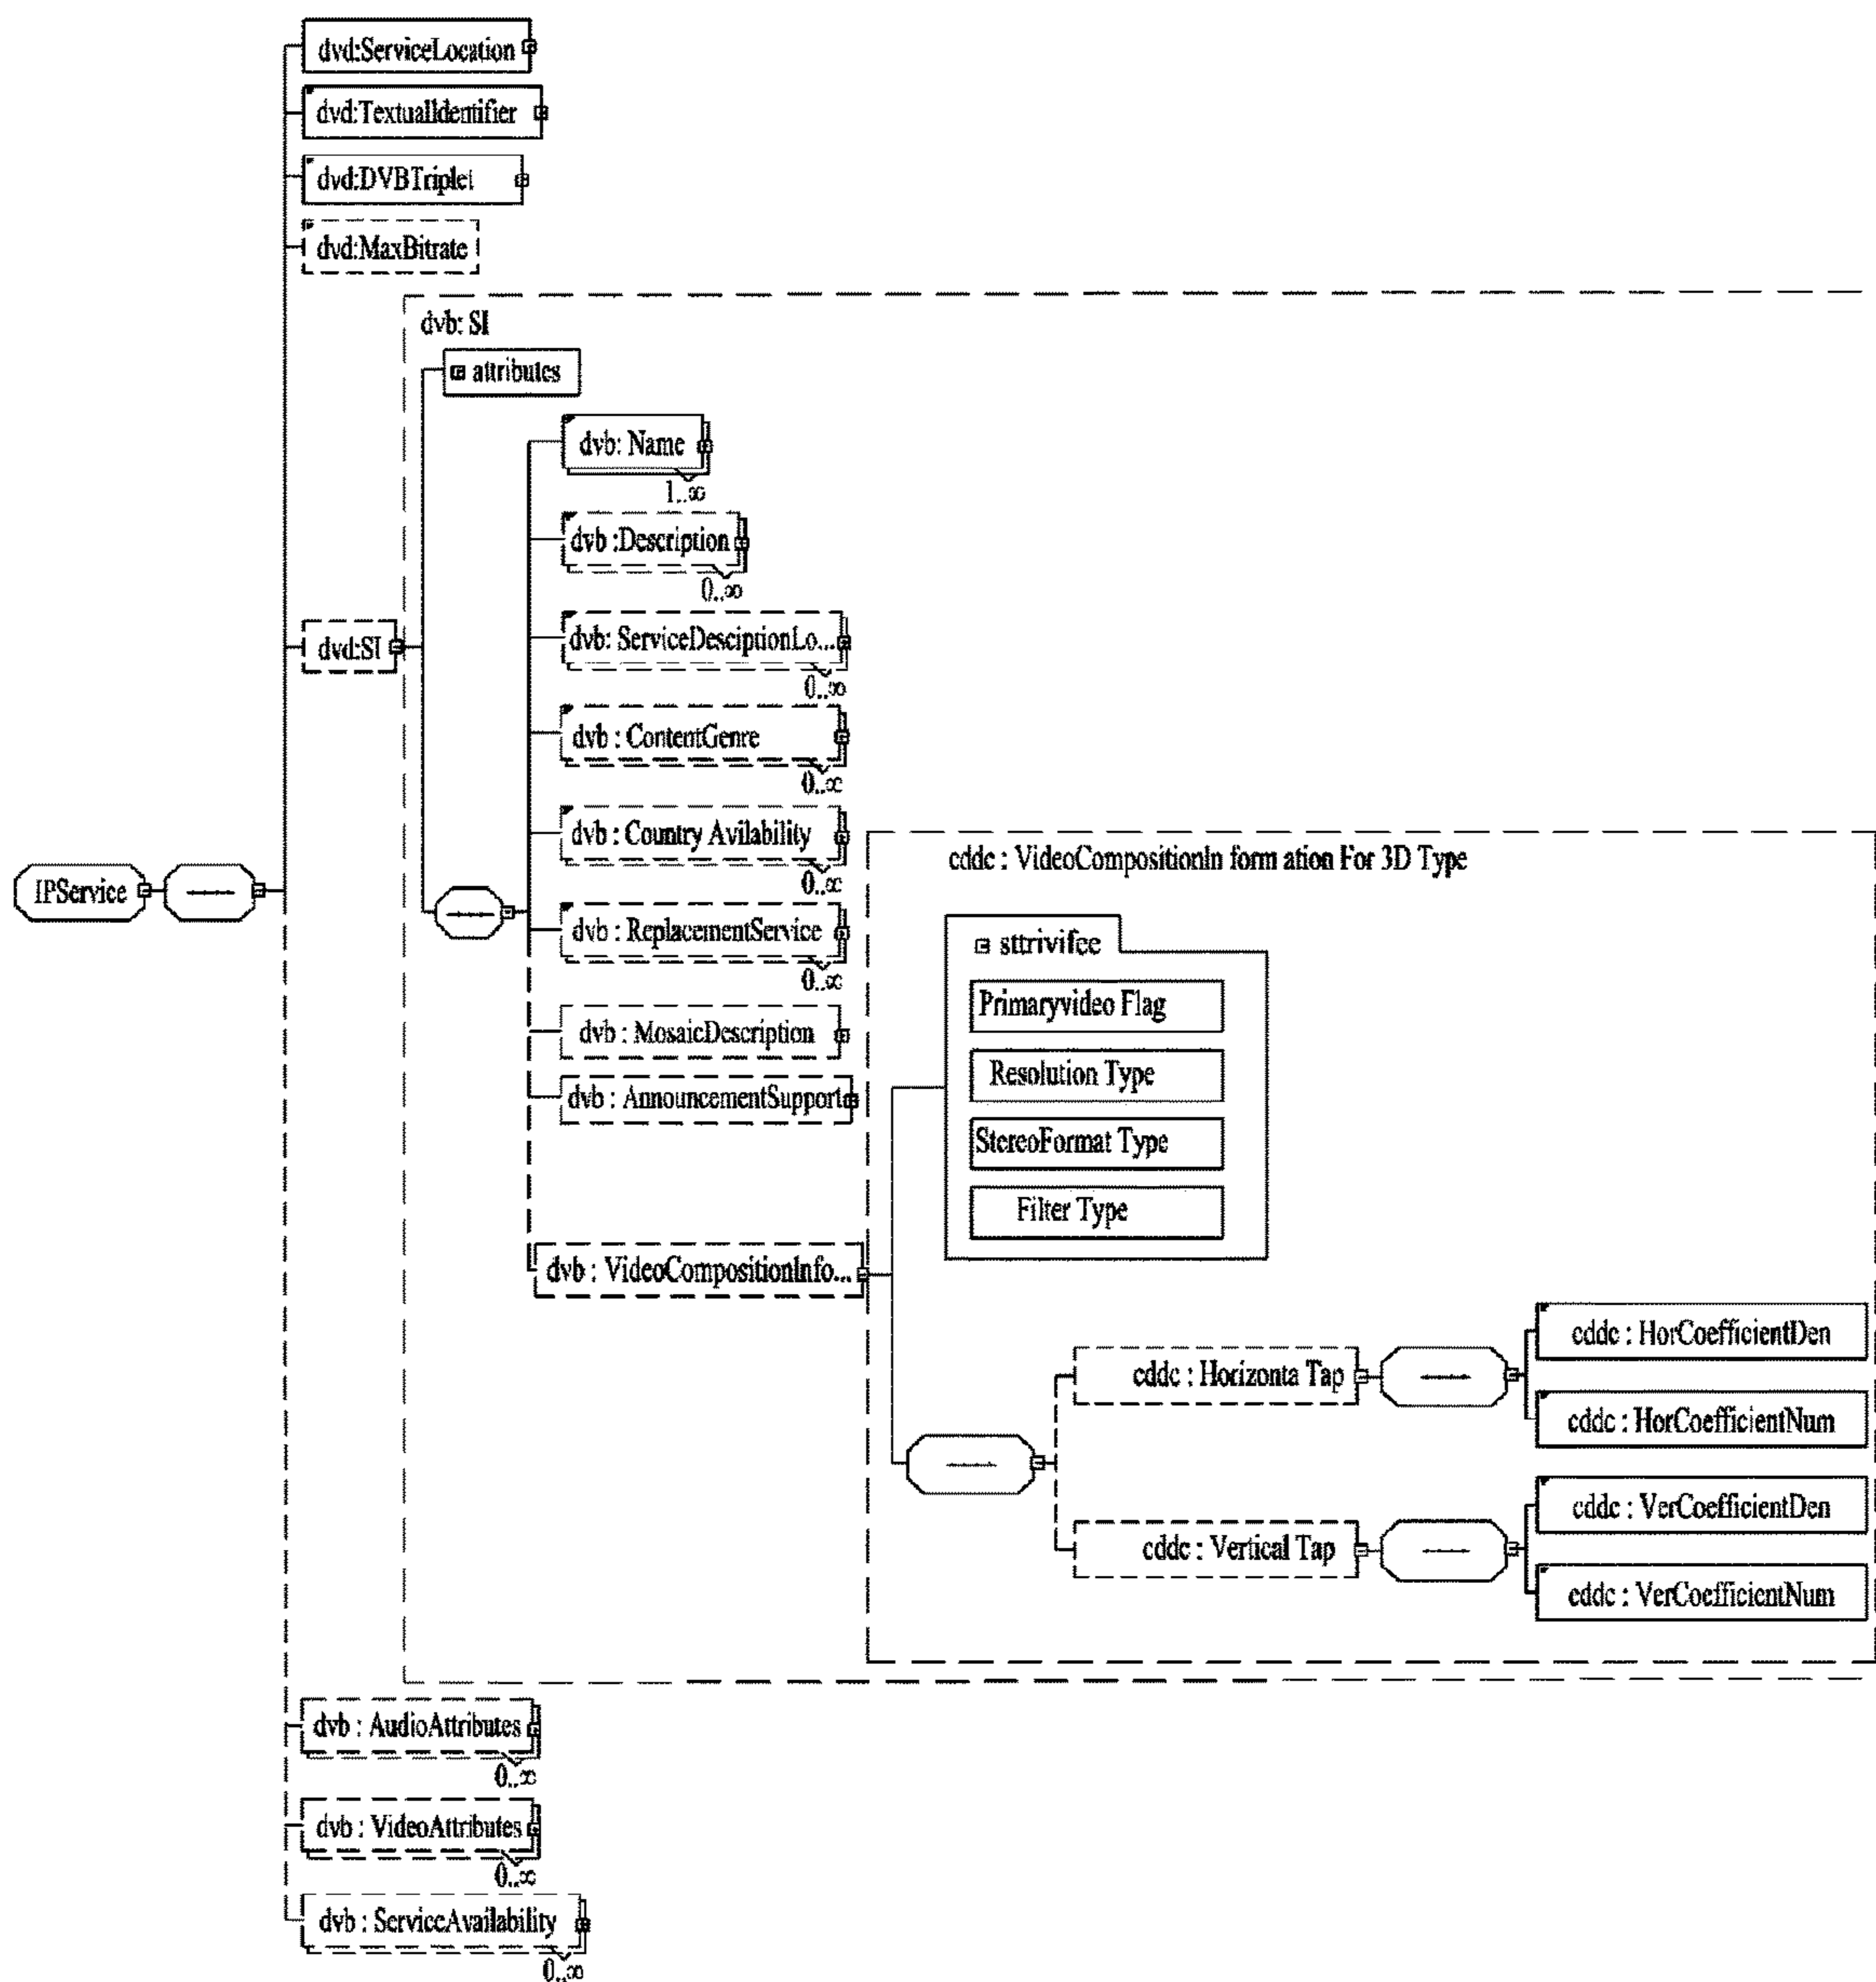 dvd:ServiceLocation
dvd:TextualIdentifier
dvd:DVBTriplet
dvd:MaxBitrate
dvb: SI
attributes
dvb: Name
1..∞
dvb :Description
0..∞
dvd:SI
dvb: ServiceDesciptionLo...
0..∞
dvb : ContentGenre
0..∞
dvb : Country Avilability
0..∞
IPService
dvb : ReplacementService
0..∞
dvb : MosaicDescription
dvb : AnnouncementSupport
dvb : VideoCompositionInfo...
cddc : VideoCompositionIn form ation For 3D Type
sttrivifee
Primaryvideo Flag
Resolution Type
StereoFormat Type
Filter Type
cddc : Horizonta Tap
cddc : HorCoefficientDen
cddc : HorCoefficientNum
cddc : Vertical Tap
cddc : VerCoefficientDen
cddc : VerCoefficientNum
dvb : AudioAttributes
0..∞
dvb : VideoAttributes
0..∞
dvb : ServiceAvailability
0..∞